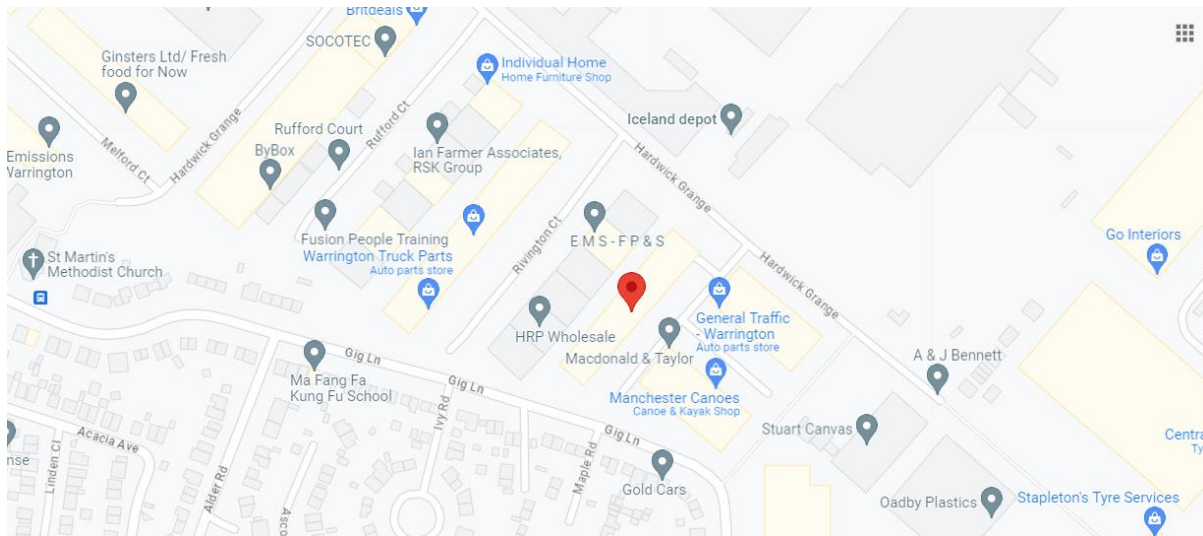 Britdeals
SOCOTEC
Ginsters Ltd/ Fresh
food for Now
Individual Home
Home Furniture Shop
Hardwick Grange
Rufford Ct
Iceland depot
Rufford Court
Melford Ct
Emissions
Warrington
ByBox
Ian Farmer Associates,
RSK Group
Hardwick Grange
Fusion People Training
Warrington Truck Parts
Auto parts store
Rivington Ct
E M S - F P & S
Go Interiors
St Martin's
Methodist Church
Hardwick Grange
General Traffic
- Warrington
Auto parts store
HRP Wholesale
Macdonald & Taylor
A & J Bennett
Gig Ln
Ma Fang Fa
Kung Fu School
Gig Ln
Ivy Rd
Manchester Canoes
Canoe & Kayak Shop
Gig Ln
Stuart Canvas
Acacia Ave
Linden Cl
Alder Rd
Maple Rd
Gold Cars
Oadby Plastics
Stapleton's Tyre Services